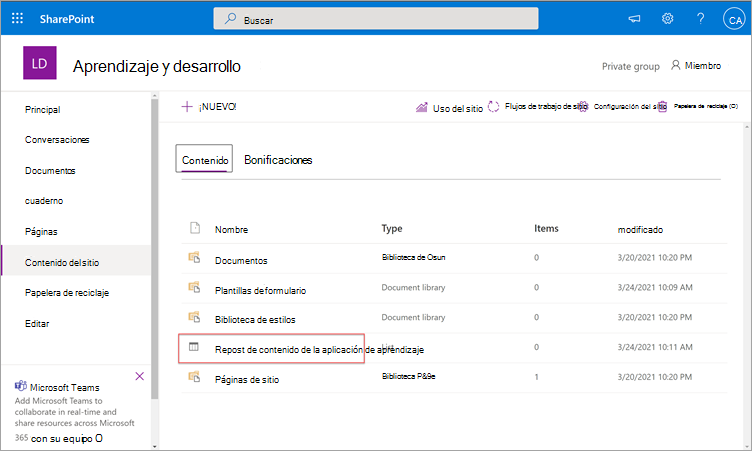 SharePoint
Buscar
CA
LD
Aprendizaje y desarrollo
Private group
Miembro
Principal
Conversaciones
Documentos
cuaderno
Páginas
Contenido del sitio
Papelera de reciclaje
Editar
¡NUEVO!
Uso del sitio
Flujos de trabajo de sitio
Configuración del sitio
Papelera de reciclaje (O)
Contenido
Bonificaciones
Nombre Type Items modificado
Documentos Biblioteca de Osun 0 3/20/2021 10:20 PM
Plantillas deformulario Document library 0 3/24/2021 10:09 AM
Biblioteca de estilos Document library 0 3/20/2021 10:20 PM
Repost de contenido de la aplicación de aprendizaje 0 3/24/2021 10:11 AM
Páginas de sitio Biblioteca P&9e 1 3/20/2021 10:20 PM
Microsoft Teams
Add Microsoft Teams to
collaborate in real-time and
share resources across Microsoft
365 con su equipo O